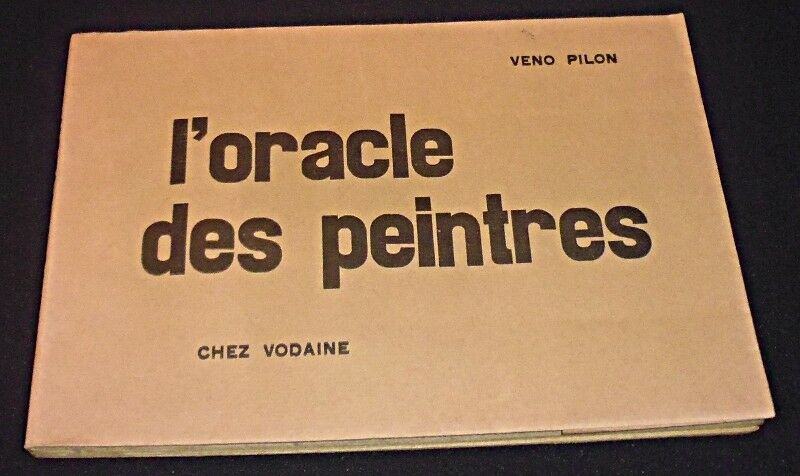 VENO PILON
l'oracle
des peintres
CHEZ VODAINE